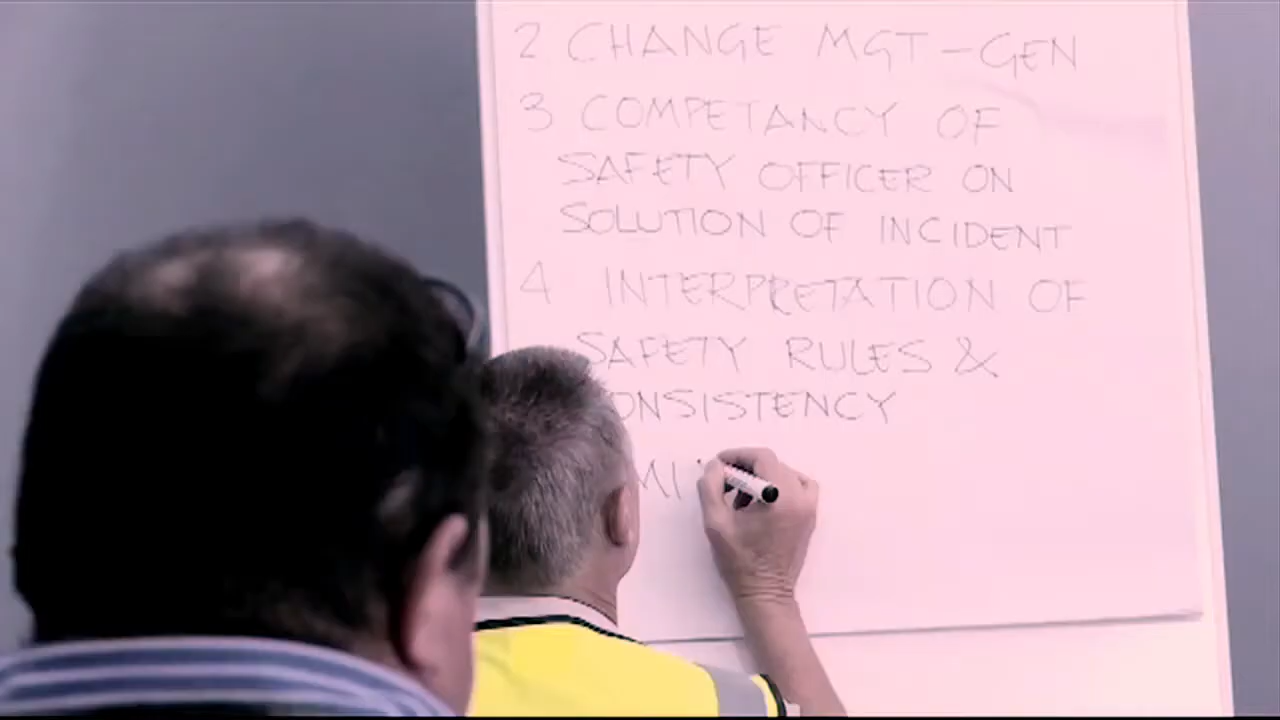 2 CHANGE MGT - GEN
3 COMPETANCY OF
SAFETY OFFICER ON
SOLUTION OF INCIDENT
4 INTERPRETATION OF
SAFETY RULES &
ONSISTENCY